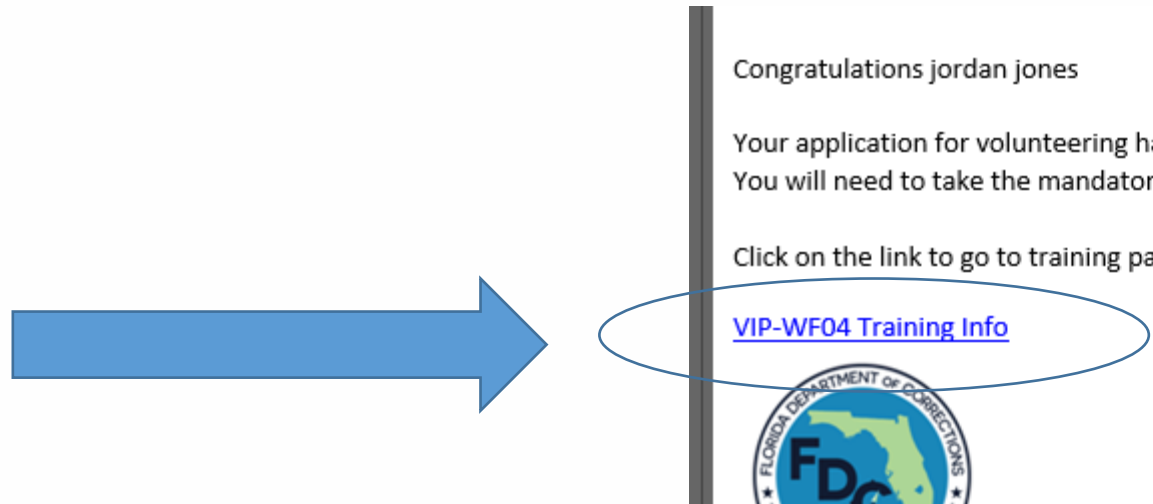 Congratulations jordan jones
Your application for volunteering
You will need to take the
Click on the link to go to training
VIP-WF04 Training Info
FLORIDA DEPARTMENT OF CORRECTIONS
FDC